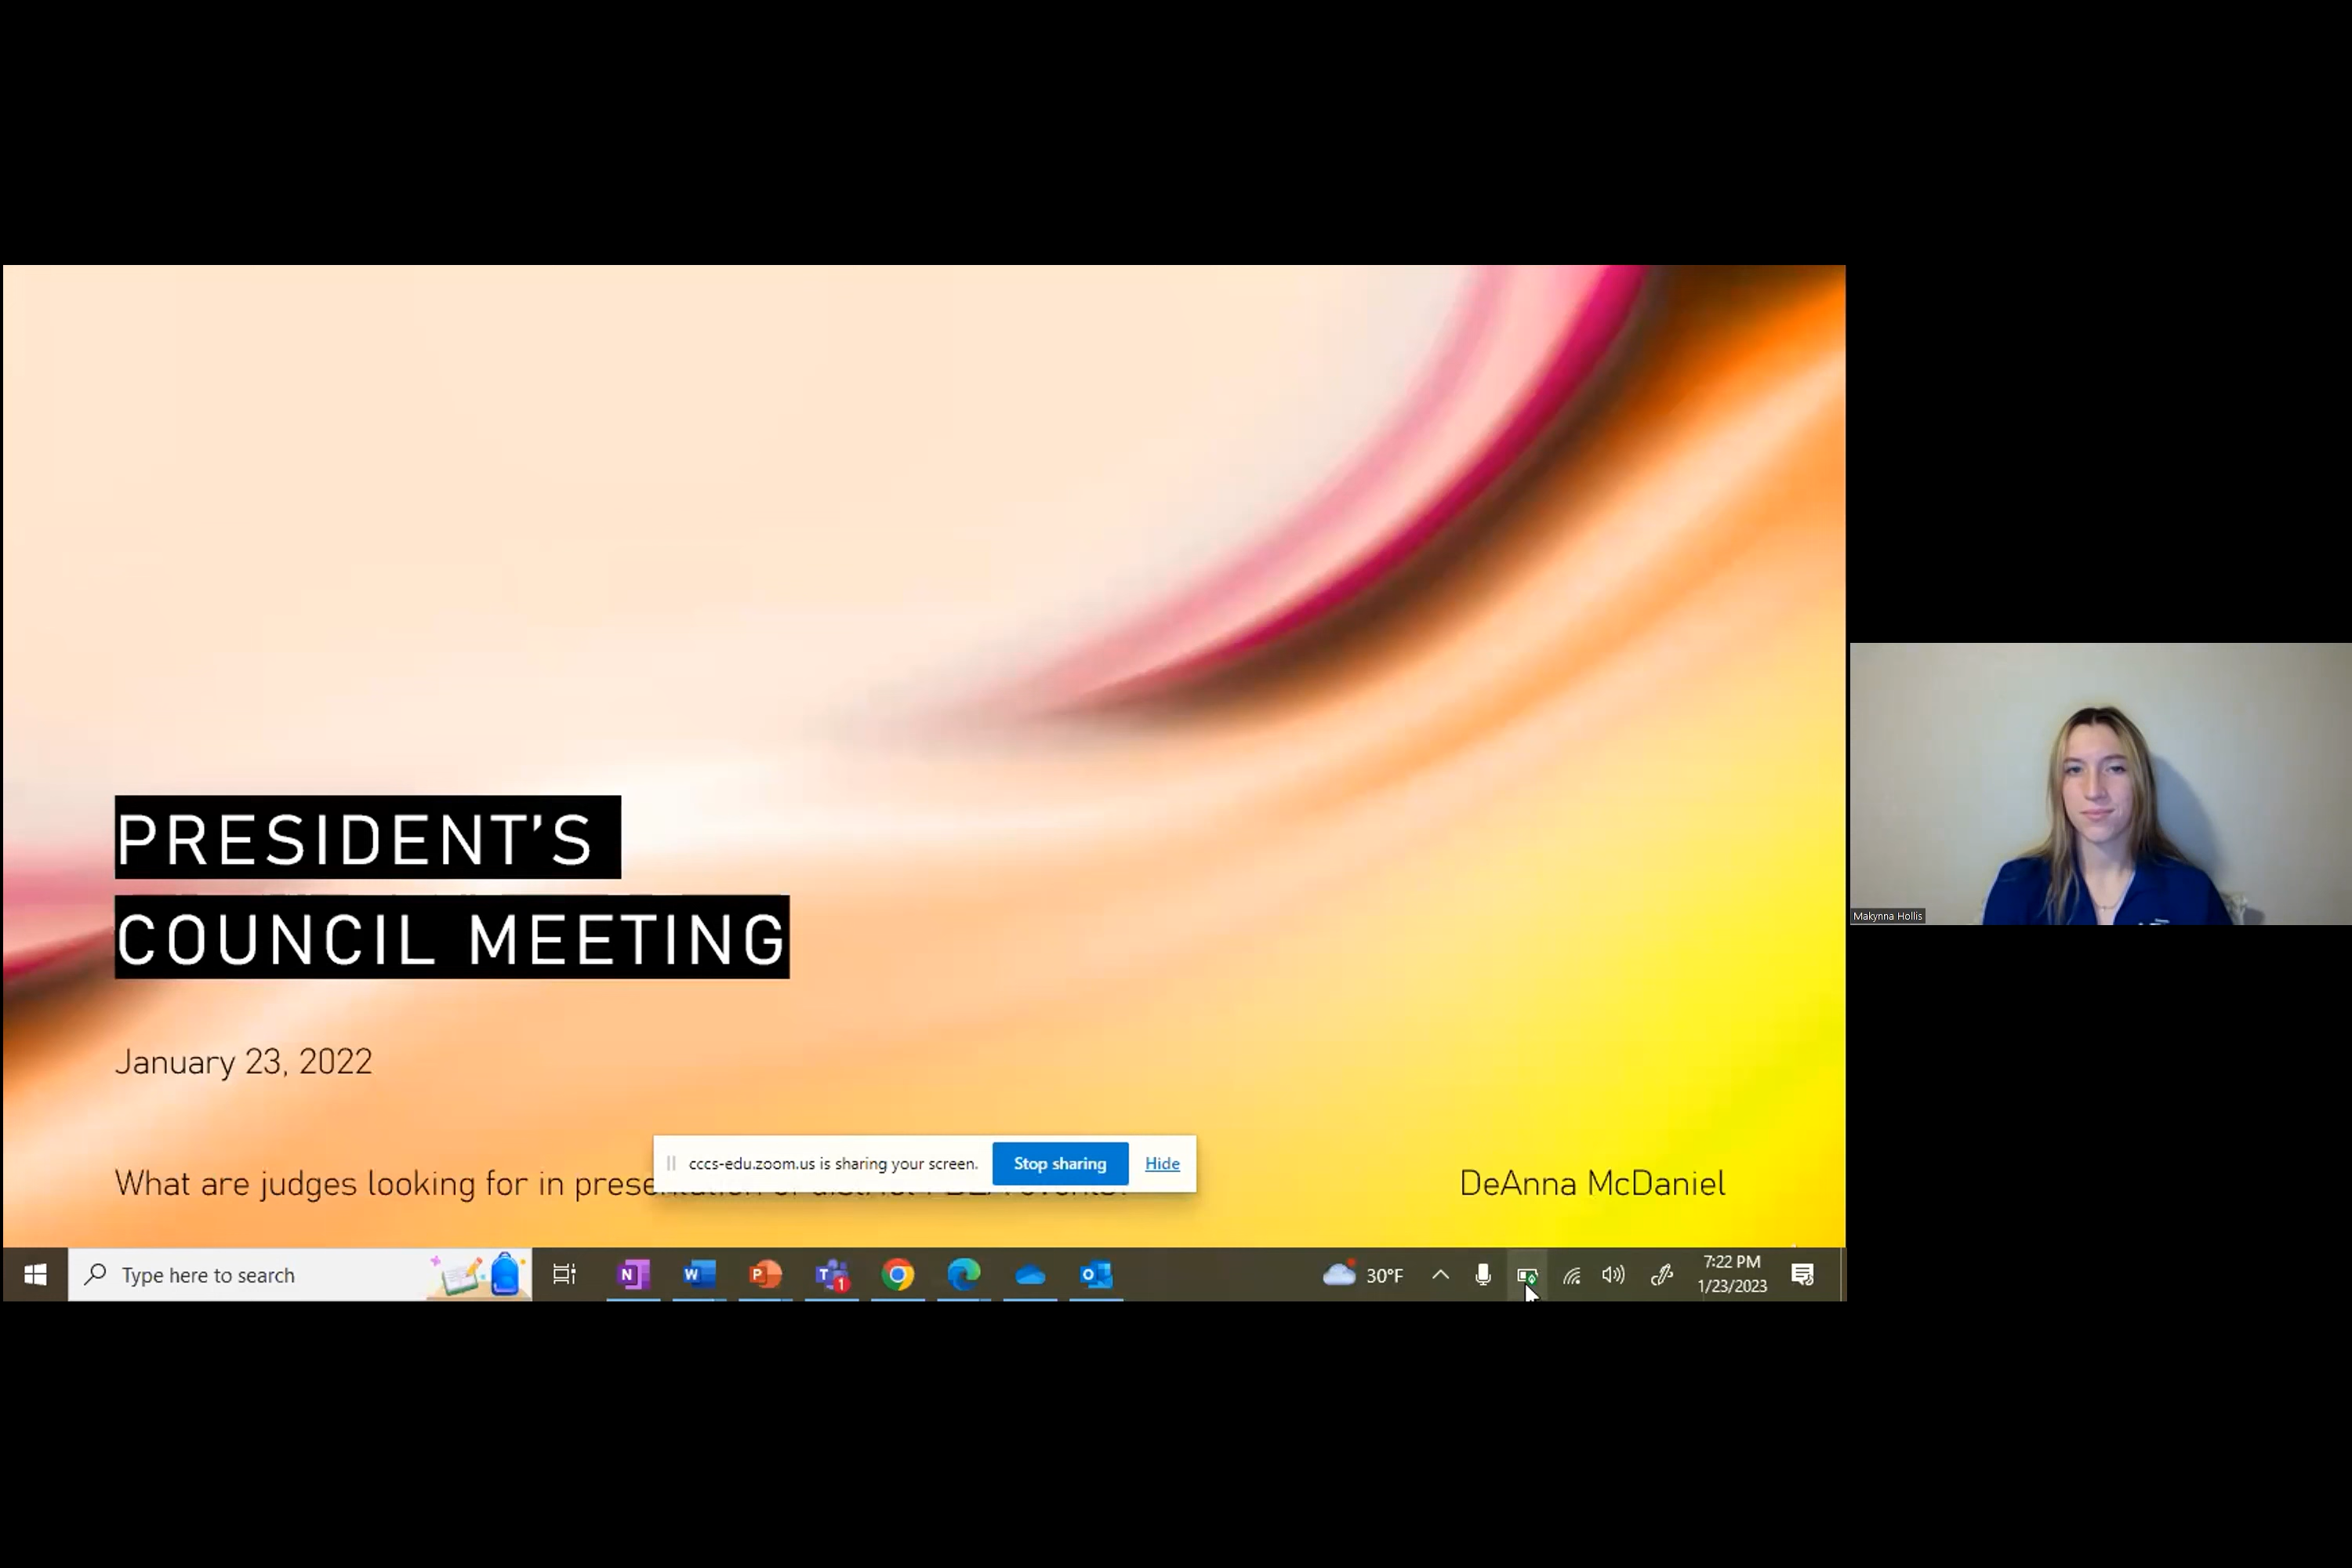 PRESIDENT'S
COUNCIL MEETING
January 23, 2022
cccs-edu.zoom.us is sharing your screen. Stop sharing Hide
What are judges looking for in
DeAnna McDaniel
Makynna Hollis
Type here to search
30°F
7:22 PM
1/23/2023